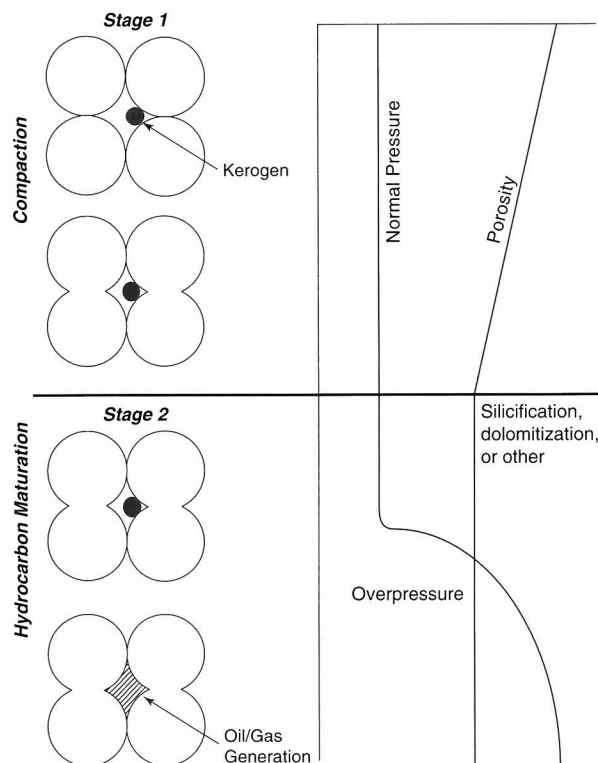 Stage 1
Compaction
Kerogen
Normal Pressure
Porosity
Stage 2
Hydrocarbon Maturation
Silicification,
dolomitization,
or other
Overpressure
Oil/Gas
Generation